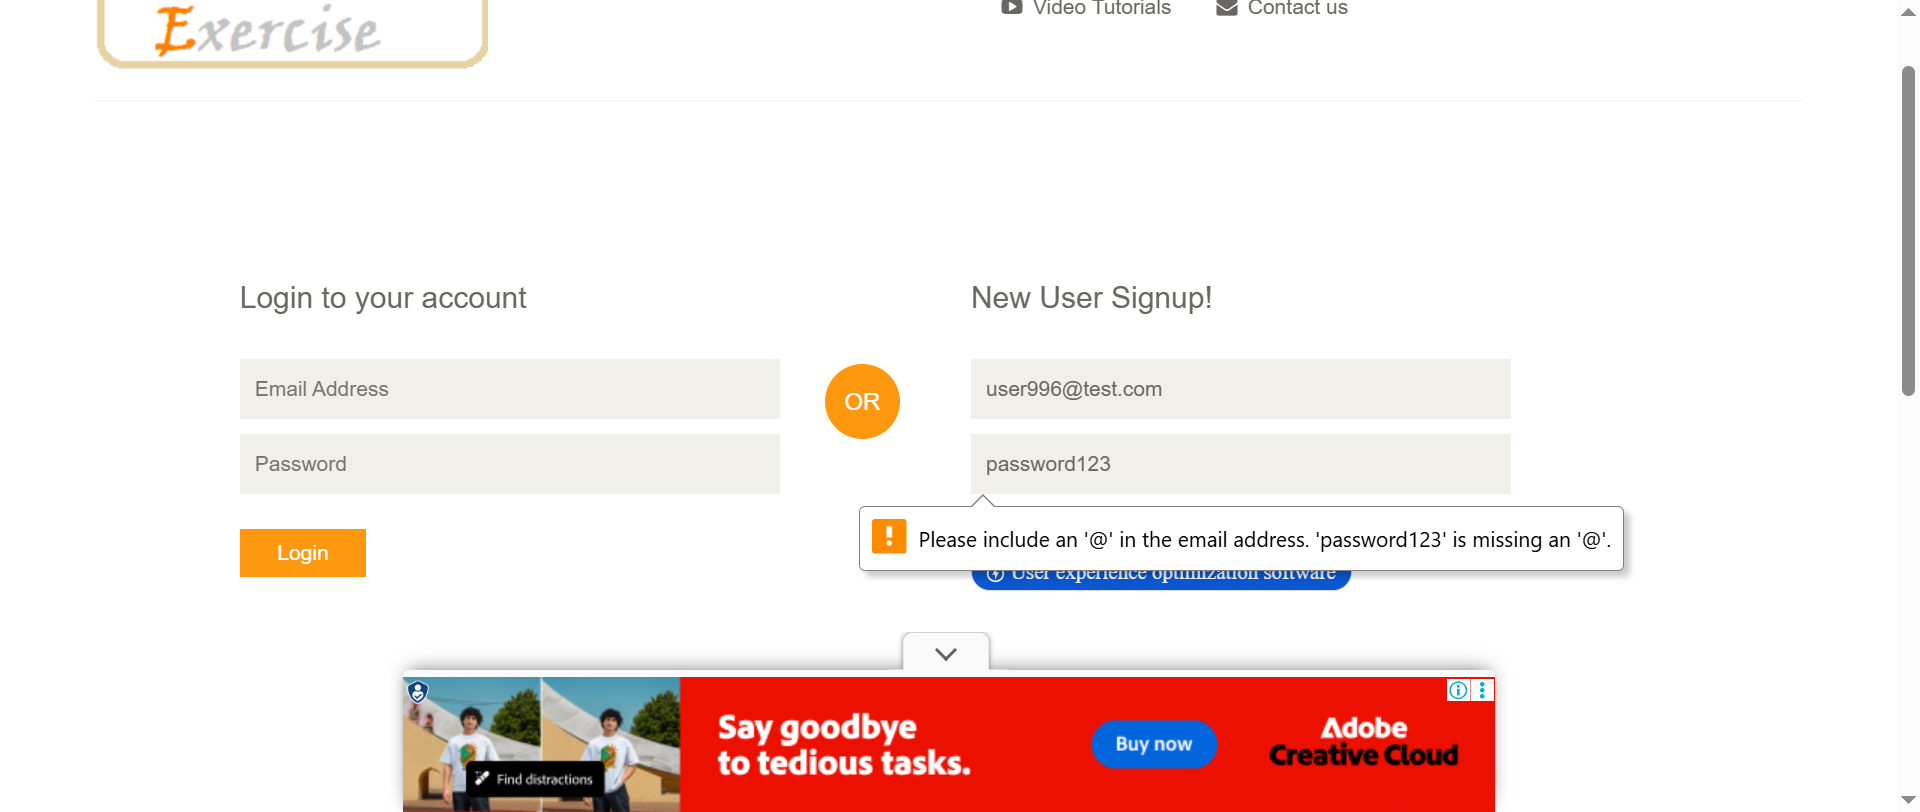 Exercise
Video Tutorials
Contact us
Login to your account
Email Address
Password
Login
OR
New User Signup!
user996@test.com
password123
Please include an '@' in the email address. 'password123' is missing an '@'.
User experience optimization software
Find distractions
Say goodbye
to tedious tasks.
Buy now
Adobe
Creative Cloud